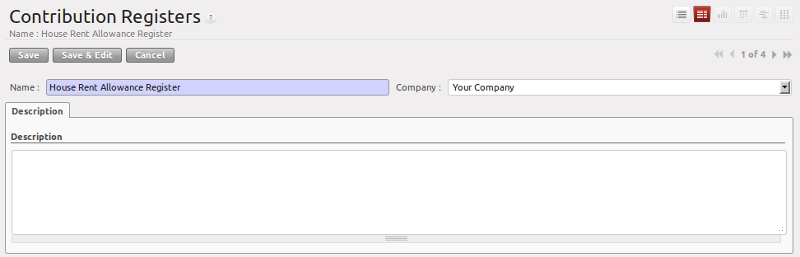 Contribution Registers ?
Name : House Rent Allowance Register
Save Save & Edit Cancel
1 of 4
Name : House Rent Allowance Register Company : Your Company
Description
Description